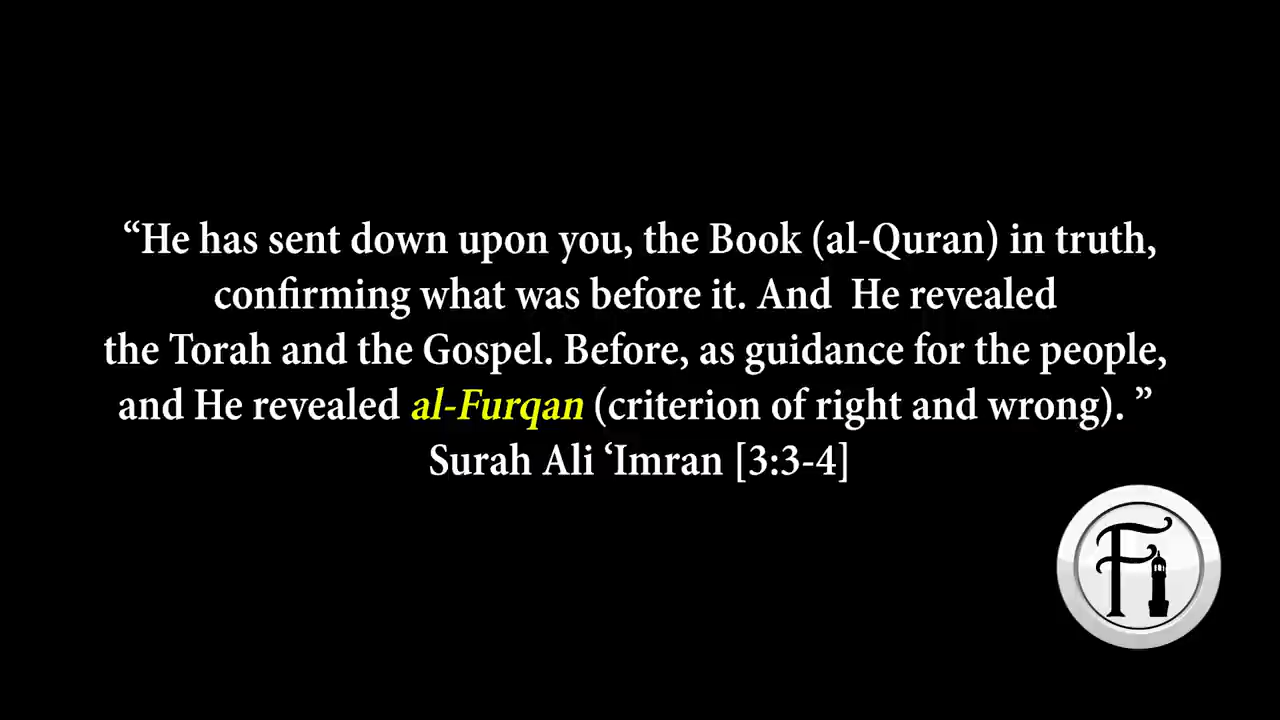 “He has sent down upon you, the Book (al-Quran) in truth,
confirming what was before it. And  He revealed
the Torah and the Gospel. Before, as guidance for the people,
and He revealed al-Furqan (criterion of right and wrong). ”
Surah Ali ‘Imran [3:3-4]
Fi